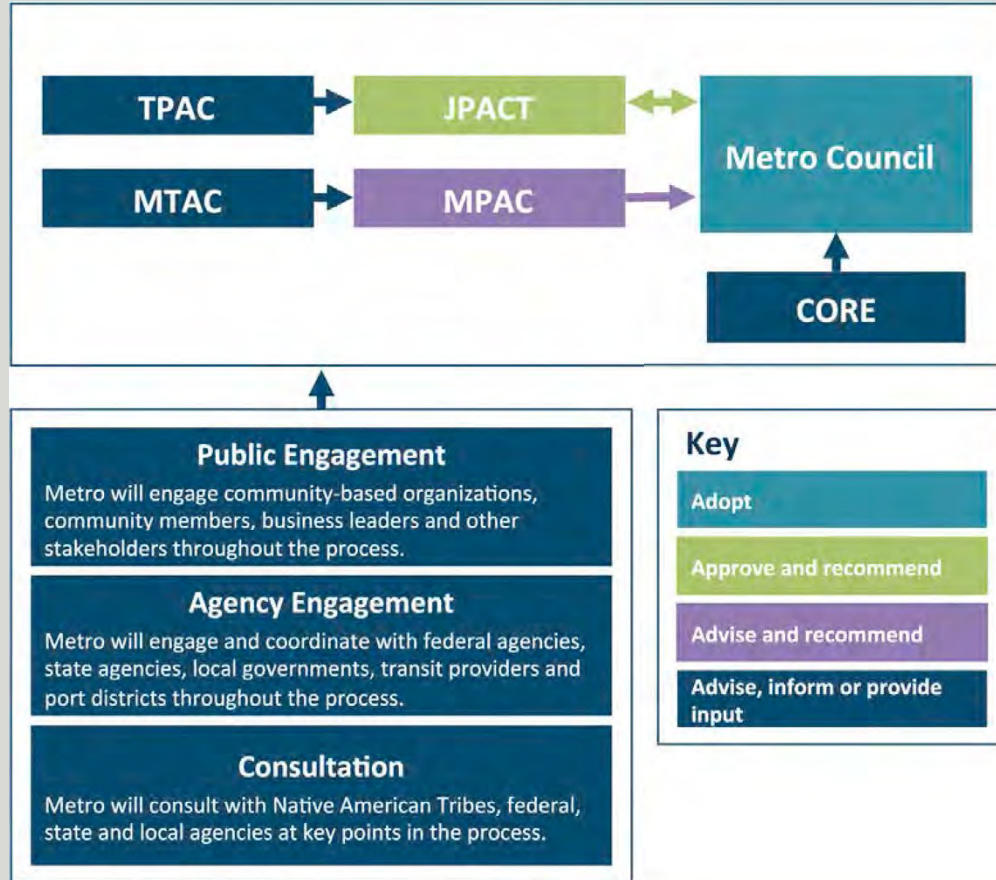 TPAC
JPACT
Metro Council
MTAC
MPAC
CORE
Public Engagement
Metro will engage community-based organizations,
community members, business leaders and other
stakeholders throughout the process.
Agency Engagement
Metro will engage and coordinate with federal agencies,
state agencies, local governments, transit providers and
port districts throughout the process.
Consultation
Metro will consult with Native American Tribes, federal,
state and local agencies at key points in the process.
Key
Adopt
Approve and recommend
Advise and recommend
Advise, inform or provide
input